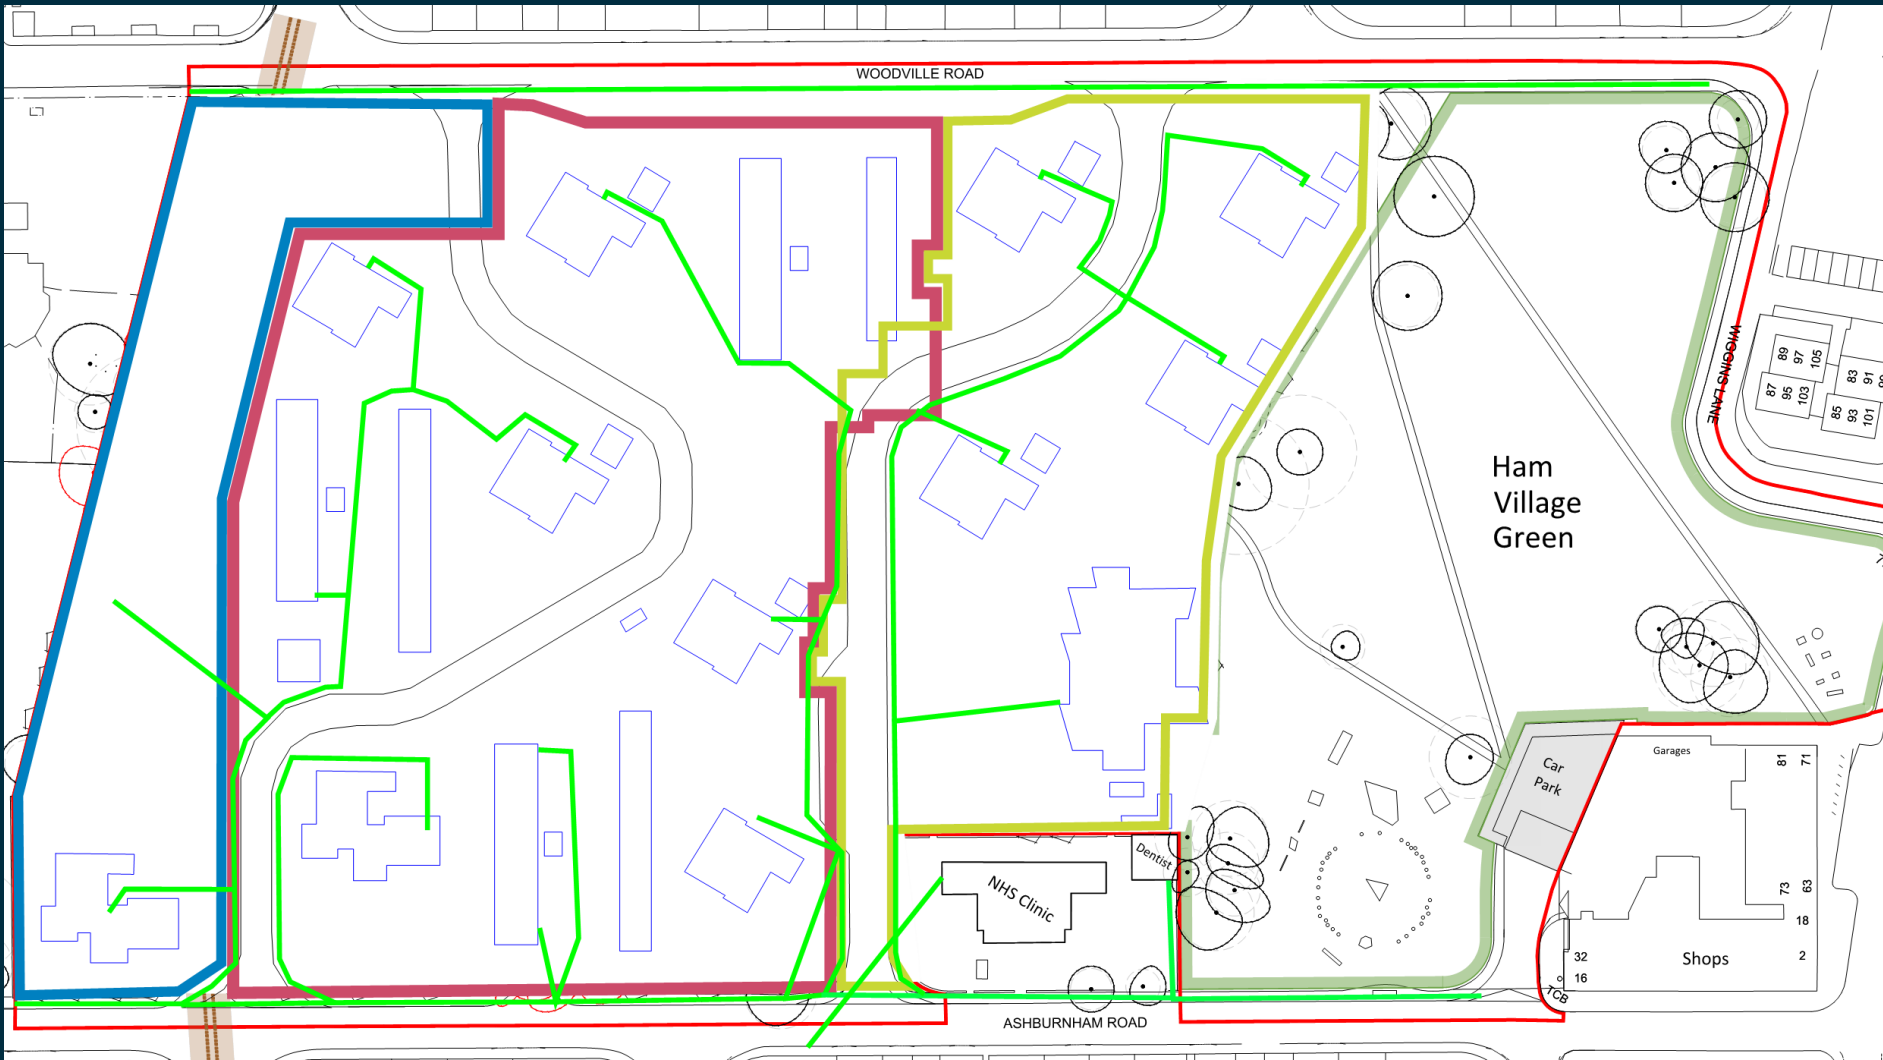 WOODVILLE ROAD
WIGGINS LANE
89
97
105
87
95
103
83
91
85
93
101
Ham
Village
Green
Garages
81
71
Car
Park
Dentist
NHS Clinic
73
63
18
Shops
2
32
16
TCB
ASHBURNHAM ROAD